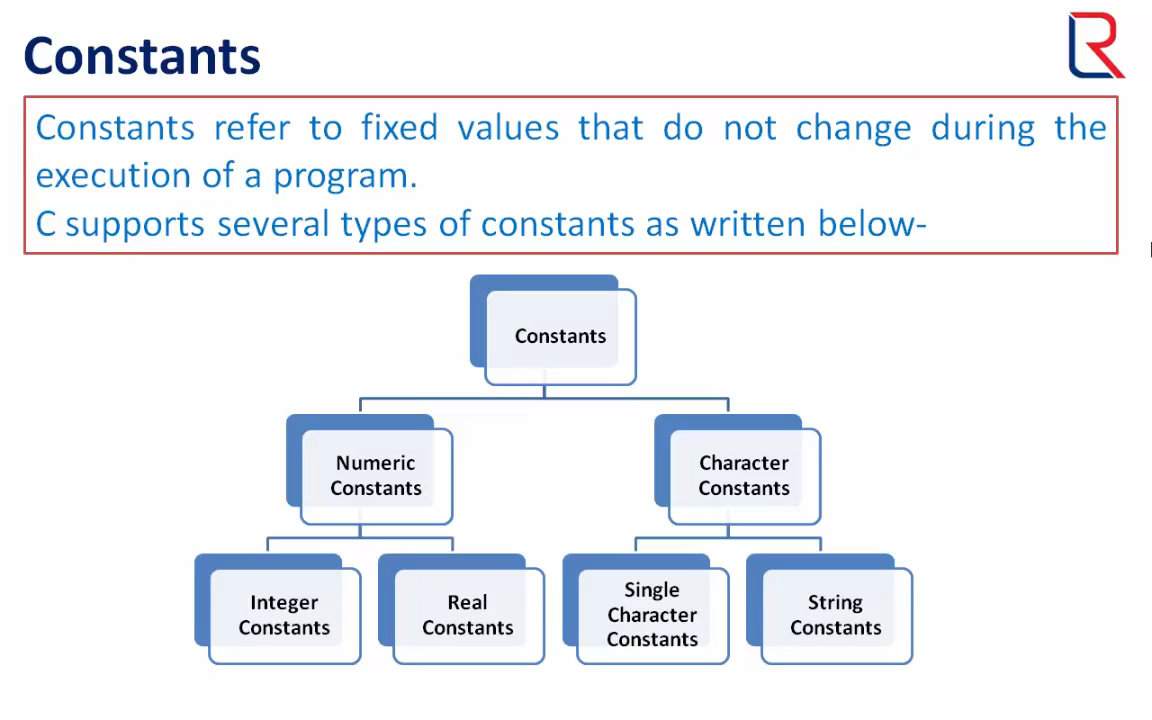 Constants
Constants refer to fixed values that do not change during the
execution of a program.
C supports several types of constants as written below-
Constants
Numeric
Constants
Character
Constants
Integer
Constants
Real
Constants
Single
Character
Constants
String
Constants